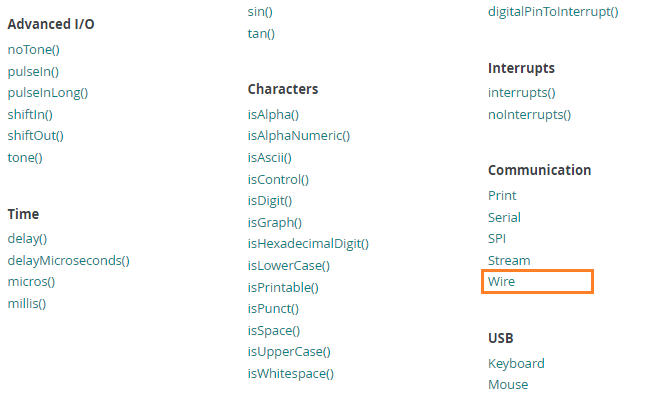 Advanced I/O
noTone()
pulseIn()
pulseInLong()
shiftIn()
shiftOut()
tone()
Time
delay()
delayMicroseconds()
micros()
millis()
sin()
tan()
Characters
isAlpha()
isAlphaNumeric()
isAscii()
isControl()
isDigit()
isGraph()
isHexadecimalDigit()
isLowerCase()
isPrintable()
isPunct()
isSpace()
isUpperCase()
isWhitespace()
digitalPinToInterrupt()
Interrupts
interrupts()
noInterrupts()
Communication
Print
Serial
SPI
Stream
Wire
USB
Keyboard
Mouse